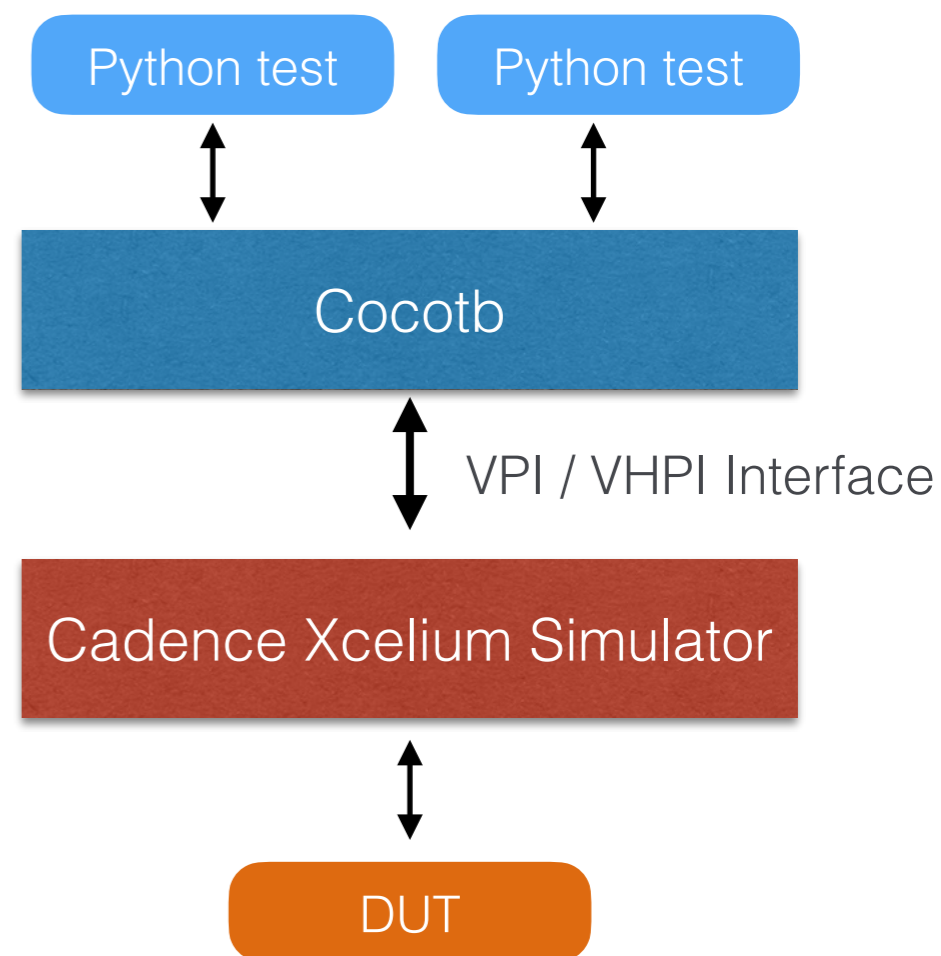 Python test
Python test
Cocotb
VPI / VHPI Interface
Cadence Xcelium Simulator
DUT